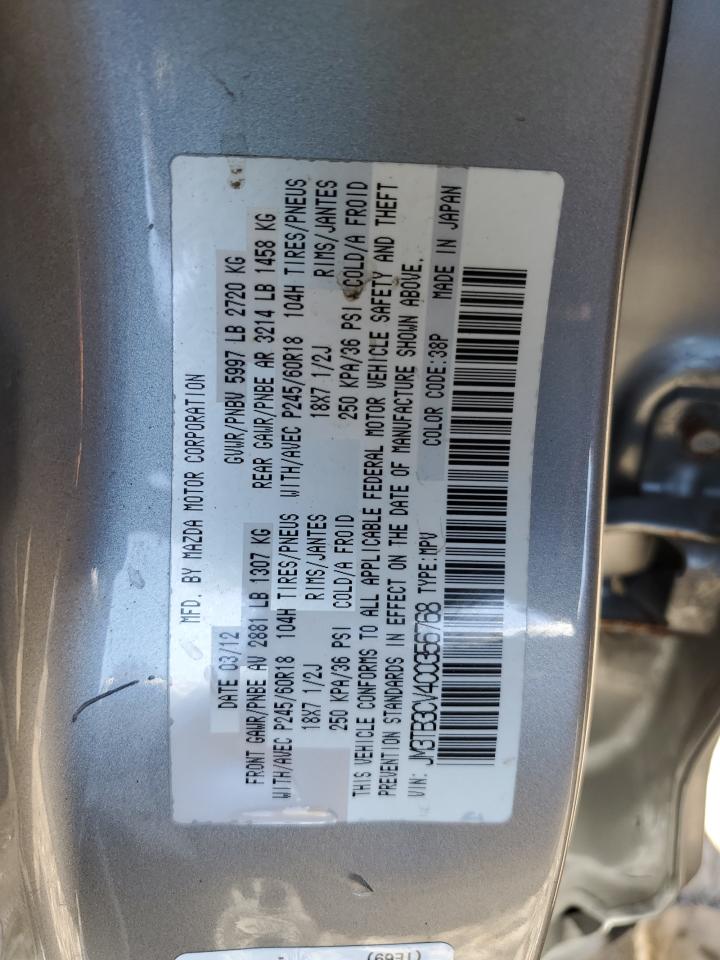 MFD. BY MAZDA MOTOR CORPORATION
DATE 03/12 GVWR/PNBV 5997 LB 2720 KG
FRONT GAWR/PNBE AV 2881 LB 1307 KG REAR GAWR/PNBE AR 3214 LB 1458 KG
WITH/AVEC P245/60R18 104H TIRES/PNEUS WITH/AVEC P245/60R18 104H TIRES/PNEUS
18X7 1/2J RIMS/JANTES 18X7 1/2J RIMS/JANTES
250 KPA/36 PSI COLD/A FROID 250 KPA/36 PSI COLD/A FROID
THIS VEHICLE CONFORMS TO ALL APPLICABLE FEDERAL MOTOR VEHICLE SAFETY AND THEFT
PREVENTION STANDARDS IN EFFECT ON THE DATE OF MANUFACTURE SHOWN ABOVE.
VIN: JM3TB3CV4C0356768 TYPE:MPV COLOR CODE:38P MADE IN JAPAN